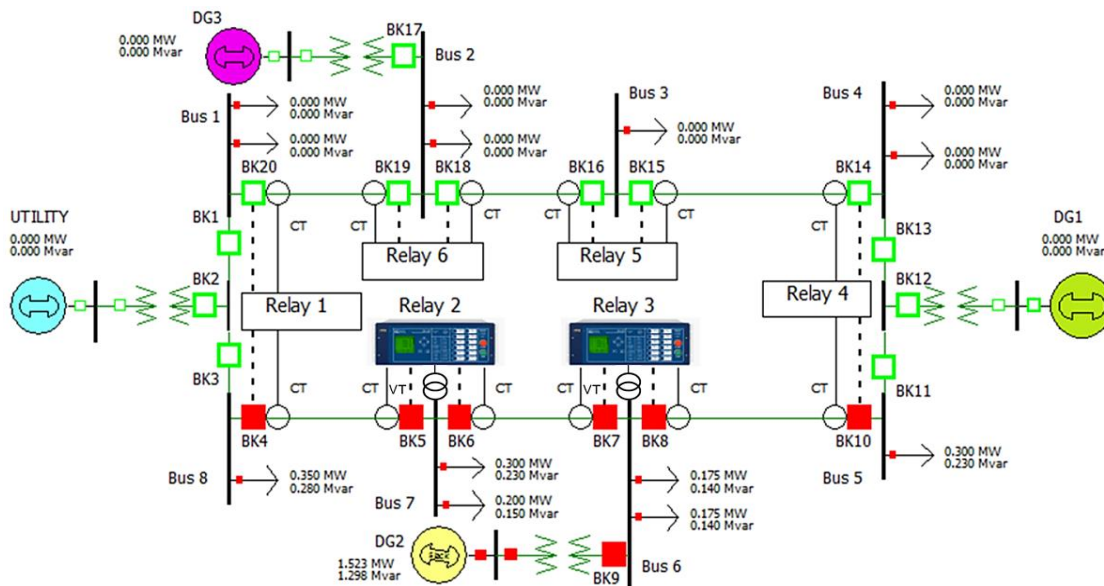 DG3
0.000 MW
0.000 Mvar
BK17
Bus 2
Bus 1
0.000 MW
0.000 Mvar
0.000 MW
0.000 Mvar
0.000 MW
0.000 Mvar
0.000 MW
0.000 Mvar
Bus 3
0.000 MW
0.000 Mvar
Bus 4
0.000 MW
0.000 Mvar
0.000 MW
0.000 Mvar
BK20
BK19
BK18
BK16
BK15
BK14
CT
CT
CT
CT
CT
CT
Relay 6
Relay 5
UTILITY
0.000 MW
0.000 Mvar
BK1
BK2
BK3
Relay 1
Relay 2
Relay 3
Relay 4
BK13
BK12
BK11
DG1
0.000 MW
0.000 Mvar
CT
CT
VT
CT
CT
VT
CT
CT
BK4
BK5
BK6
BK7
BK8
BK10
Bus 8
0.350 MW
0.280 Mvar
Bus 7
0.300 MW
0.230 Mvar
0.200 MW
0.150 Mvar
0.175 MW
0.140 Mvar
0.175 MW
0.140 Mvar
Bus 5
0.300 MW
0.230 Mvar
DG2
1.523 MW
1.298 Mvar
BK9
Bus 6